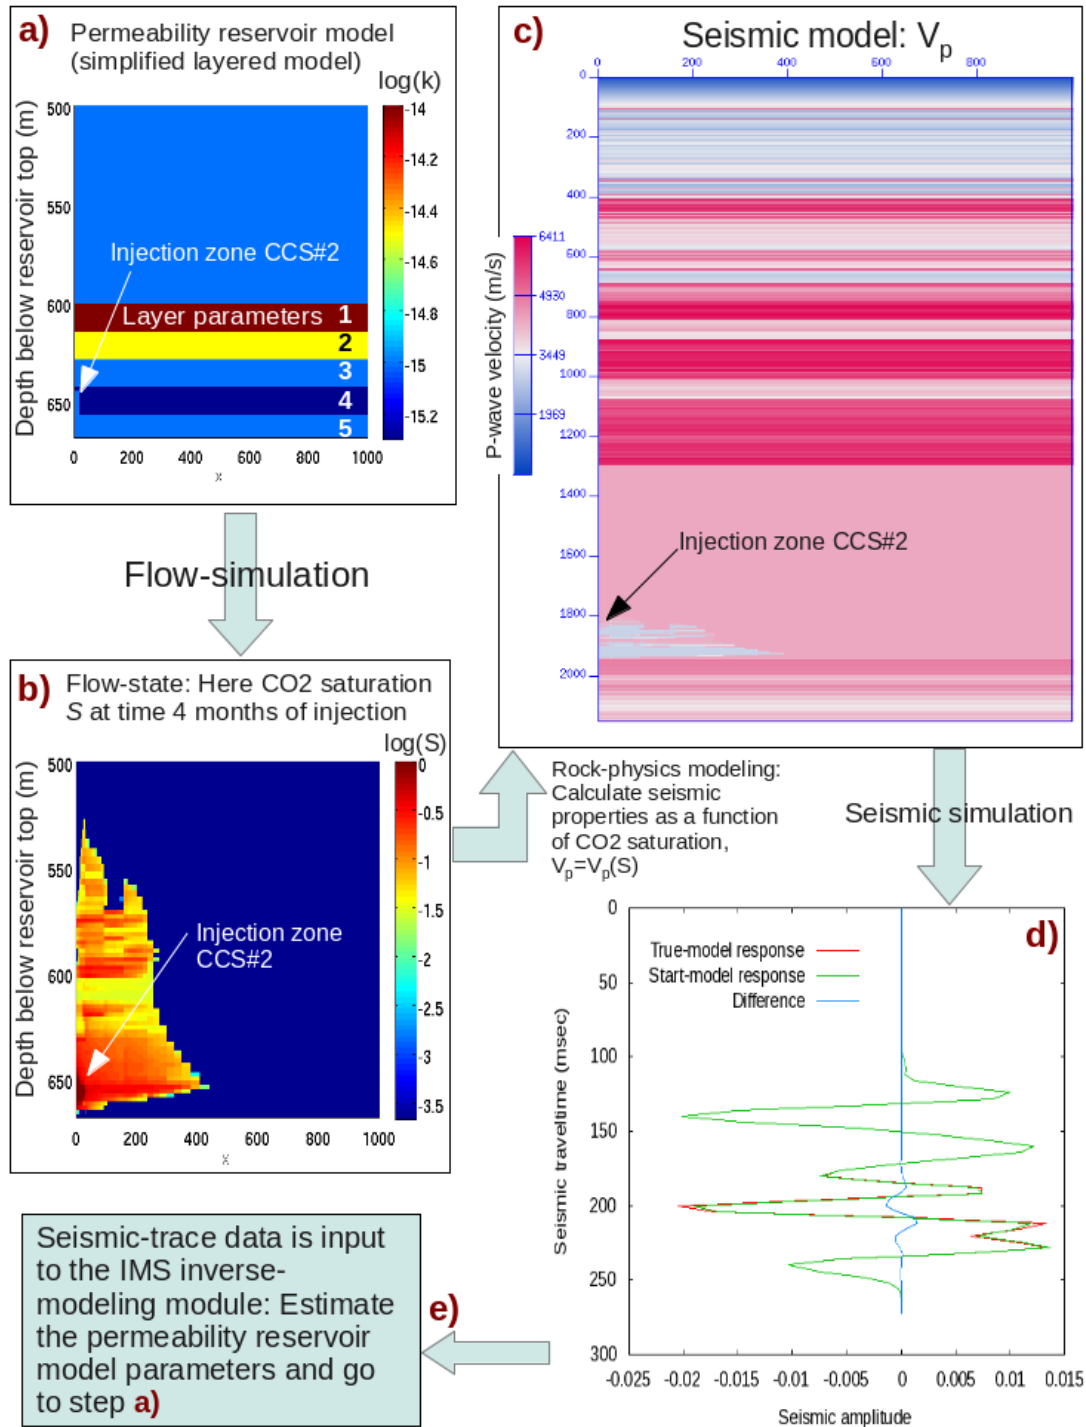 a) Permeability reservoir model
(simplified layered model)
log(k)
Depth below reservoir top (m)
500
550
600
650
Injection zone CCS#2
Layer parameters 1
2
3
4
5
0 200 400 600 800 1000
x
-14
-14.2
-14.4
-14.6
-14.8
-15
-15.2
Flow-simulation
b) Flow-state: Here CO2 saturation
S at time 4 months of injection
log(S)
Depth below reservoir top (m)
500
550
600
650
Injection zone
CCS#2
0 200 400 600 800 1000
x
0
-0.5
-1
-1.5
-2
-2.5
-3
-3.5
c) Seismic model: Vp
0 200 400 600 800
0
200
400
600
800
1000
1200
1400
1600
1800
2000
P-wave velocity (m/s)
6411
4930
3449
1969
Injection zone CCS#2
Rock-physics modeling:
Calculate seismic
properties as a function
of CO2 saturation,
Vp=Vp(S)
Seismic simulation
d)
True-model response
Start-model response
Difference
Seismic traveltime (msec)
0
50
100
150
200
250
300
-0.025 -0.02 -0.015 -0.01 -0.005 0 0.005 0.01 0.015
Seismic amplitude
e)
Seismic-trace data is input
to the IMS inverse-
modeling module: Estimate
the permeability reservoir
model parameters and go
to step a)